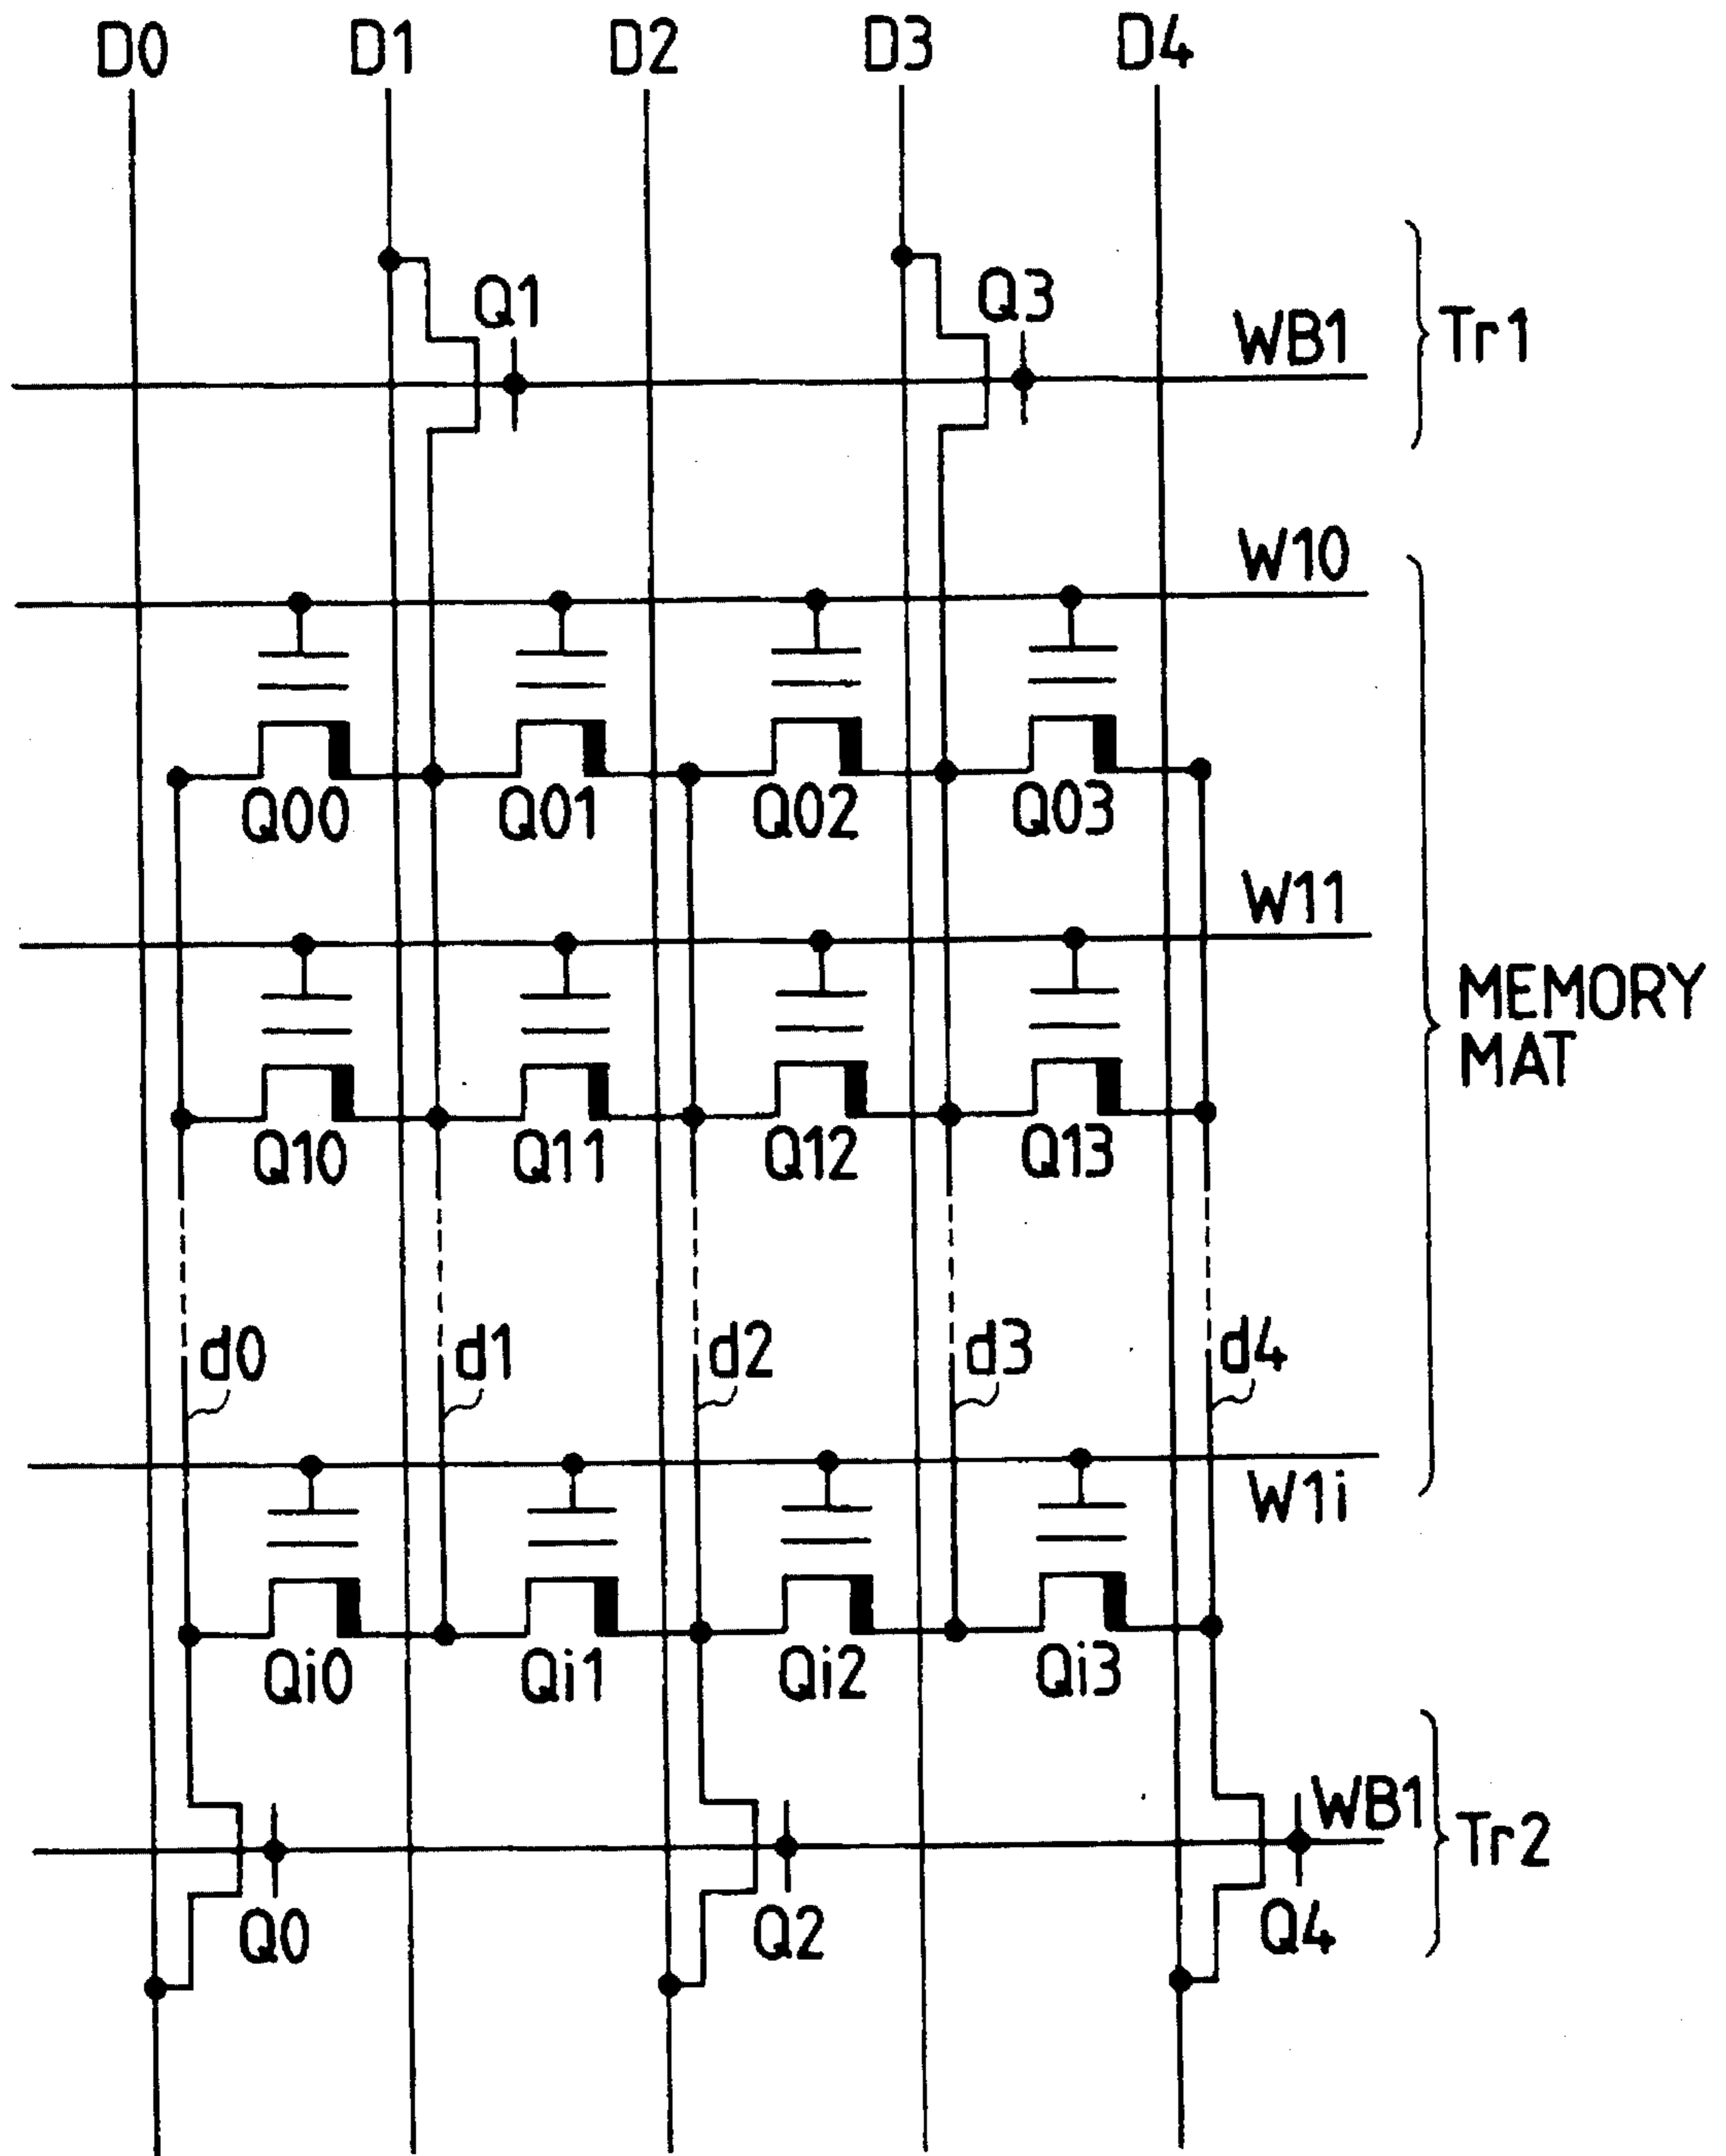 D0 D1 D2 D3 D4
Q1 Q3 WB1 Tr1
W10
Q00 Q01 Q02 Q03
W11
MEMORY
MAT
Q10 Q11 Q12 Q13
d0 d1 d2 d3 d4
W1i
Qi0 Qi1 Qi2 Qi3
WB1 Tr2
Q0 Q2 Q4